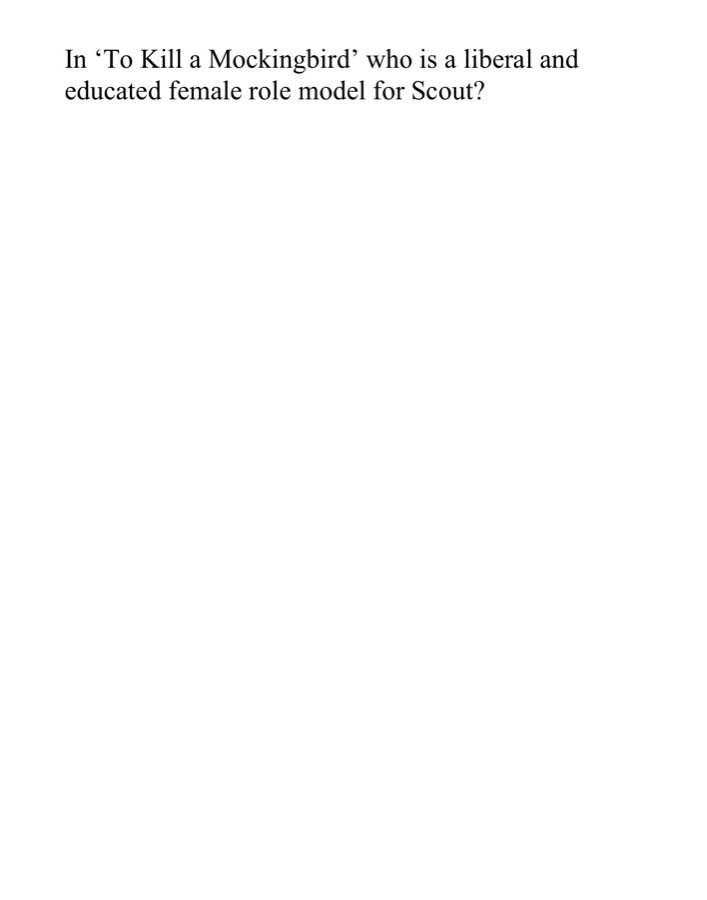 In ‘To Kill a Mockingbird’ who is a liberal and
educated female role model for Scout?